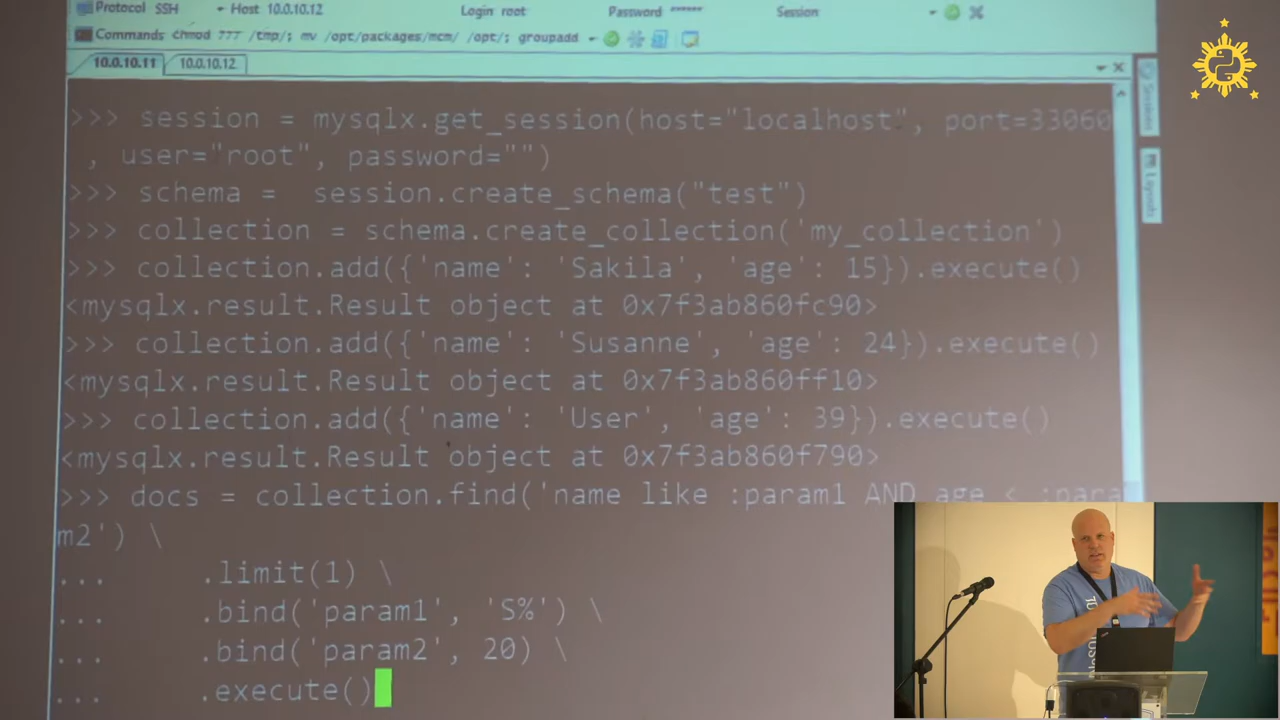 Protocol SSH Host 10.0.10.12 Login root Password ****** Session
Commands chmod 777 /tmp/; mv /opt/packages/mcm/ /opt/; groupadd
10.0.10.11 10.0.10.12
>>> session = mysqlx.get_session(host="localhost", port=33060
, user="root", password="")
>>> schema =  session.create_schema("test")
>>> collection = schema.create_collection('my_collection')
>>> collection.add({'name': 'Sakila', 'age': 15}).execute()
<mysqlx.result.Result object at 0x7f3ab860fc90>
>>> collection.add({'name': 'Susanne', 'age': 24}).execute()
<mysqlx.result.Result object at 0x7f3ab860ff10>
>>> collection.add({'name': 'User', 'age': 39}).execute()
<mysqlx.result.Result object at 0x7f3ab860f790>
>>> docs = collection.find('name like :param1 AND age < :para
m2') \
... .limit(1) \
... .bind('param1', 'S%') \
... .bind('param2', 20) \
... .execute()
Sessions
Layouts